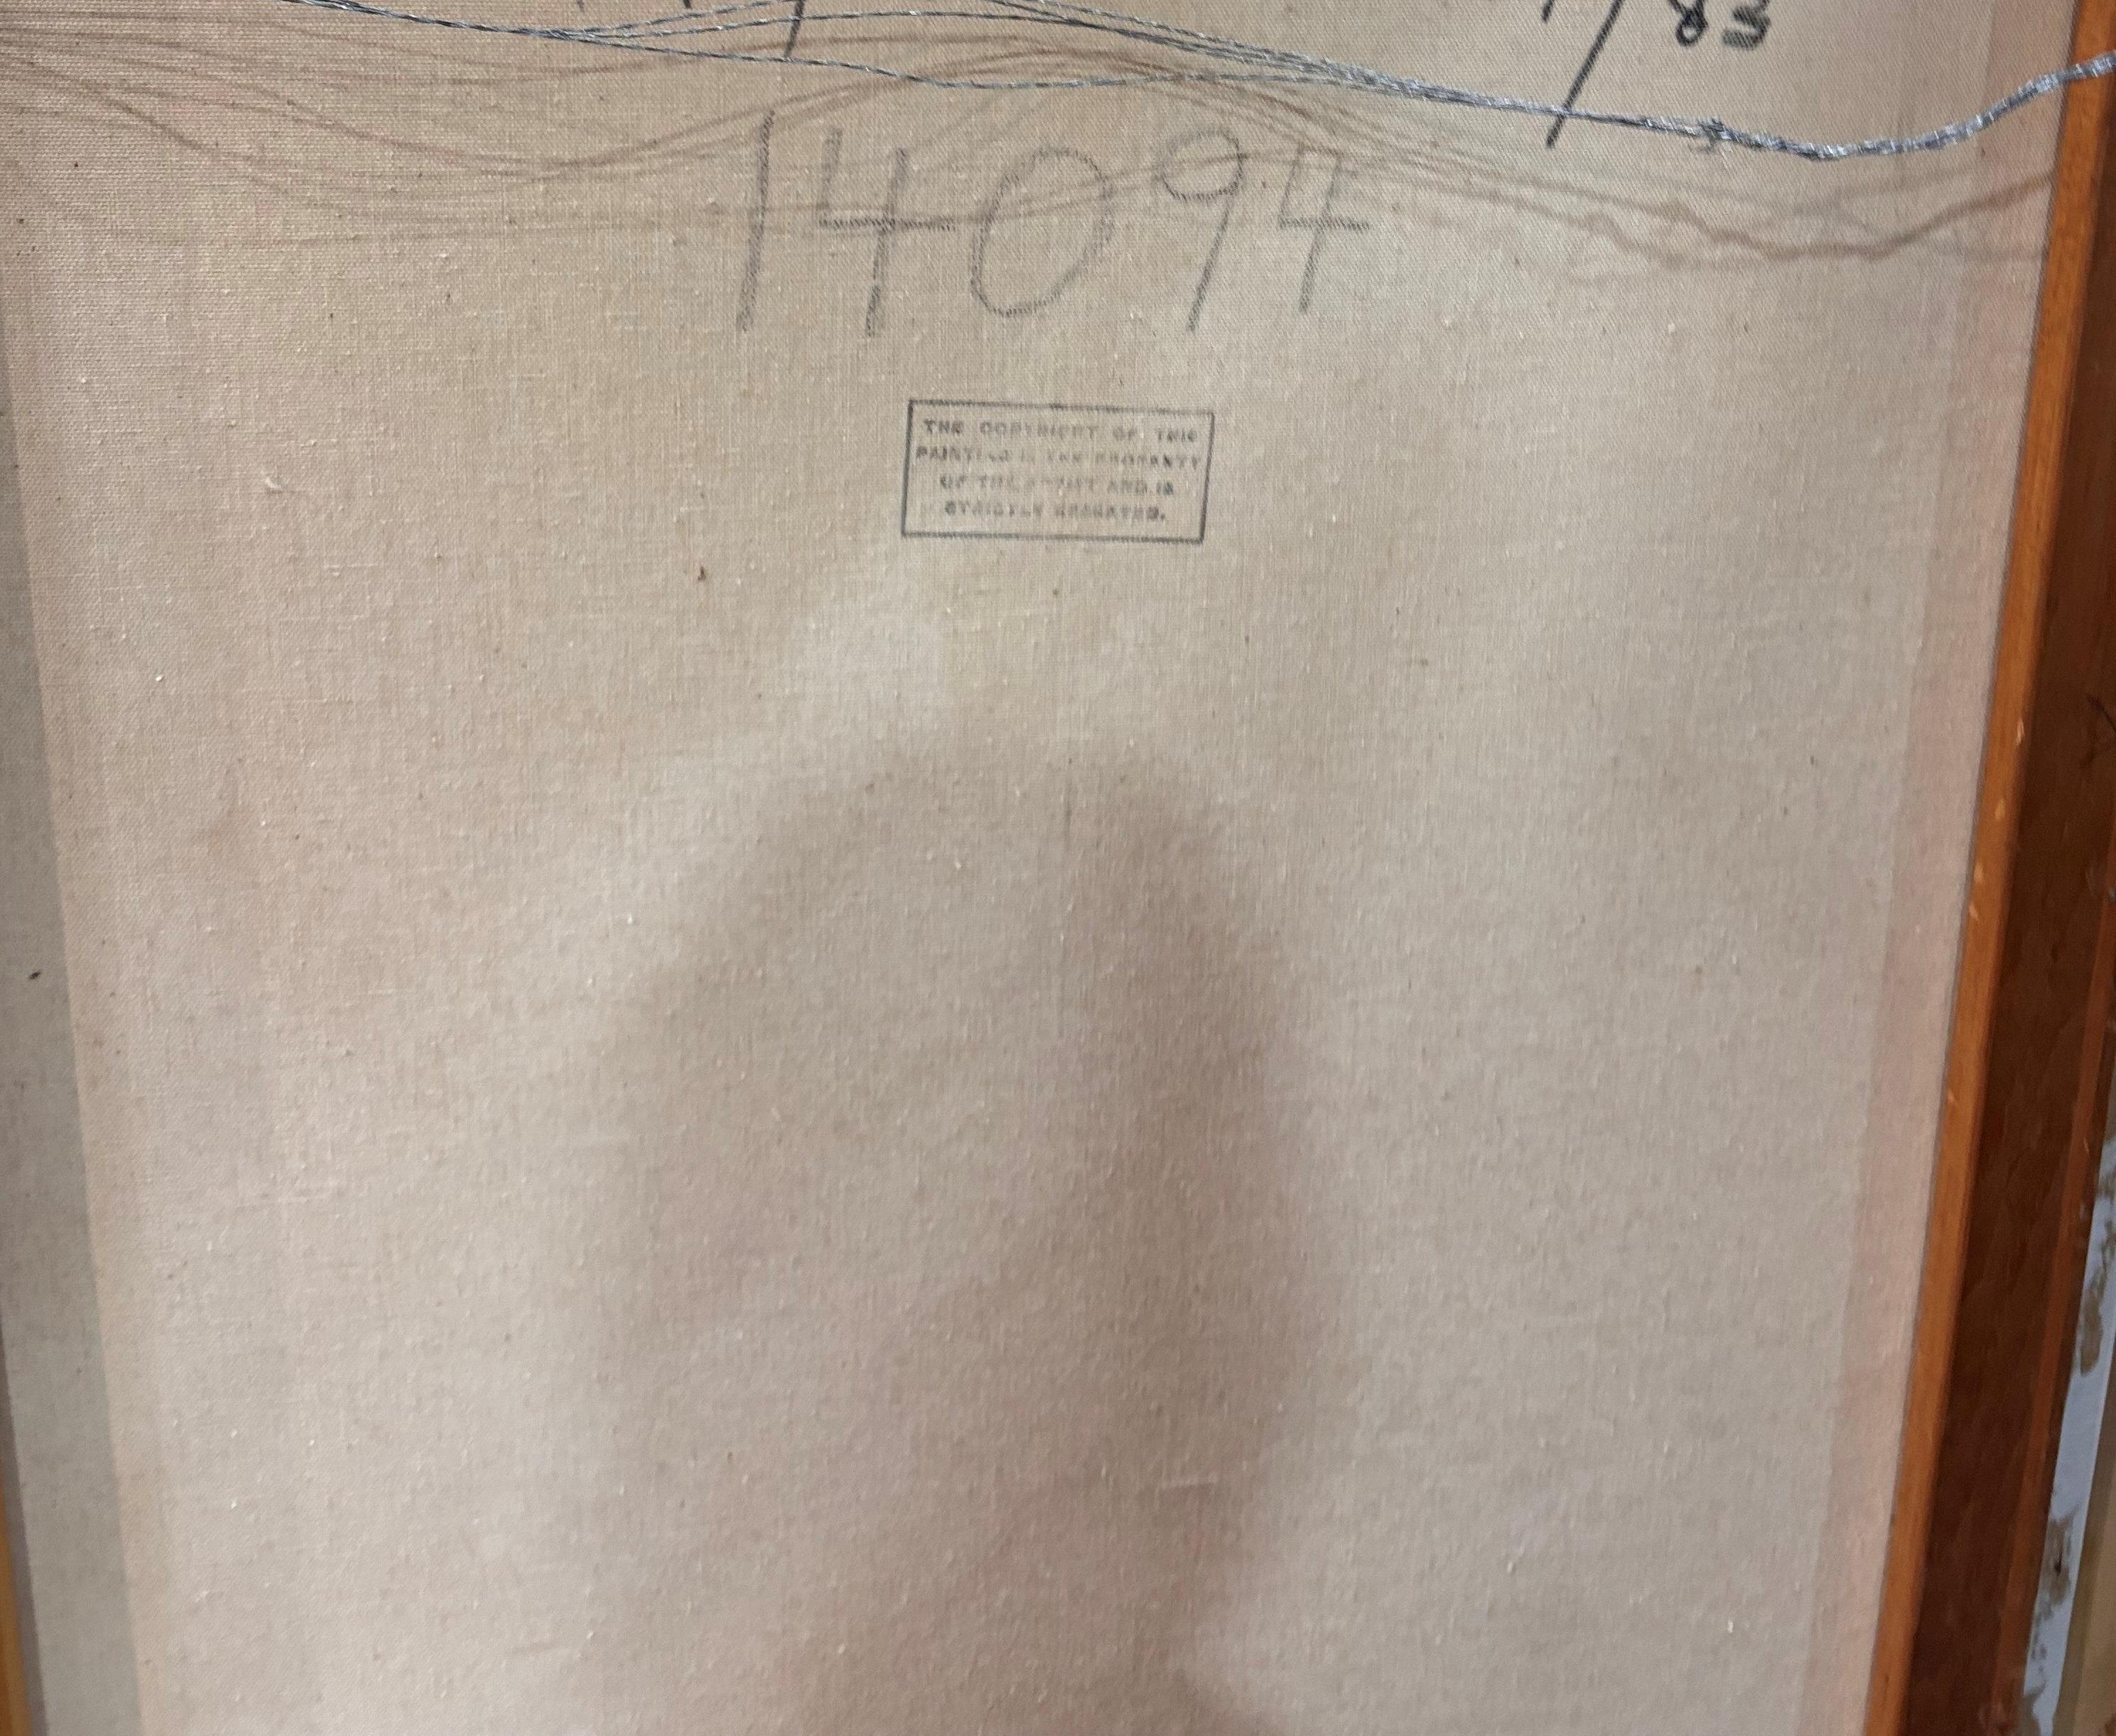 /83
14094
THE COPYRIGHT OF THIS
PAINTING IS THE PROPERTY
OF THE ARTIST AND IS
STRICTLY RESERVED.